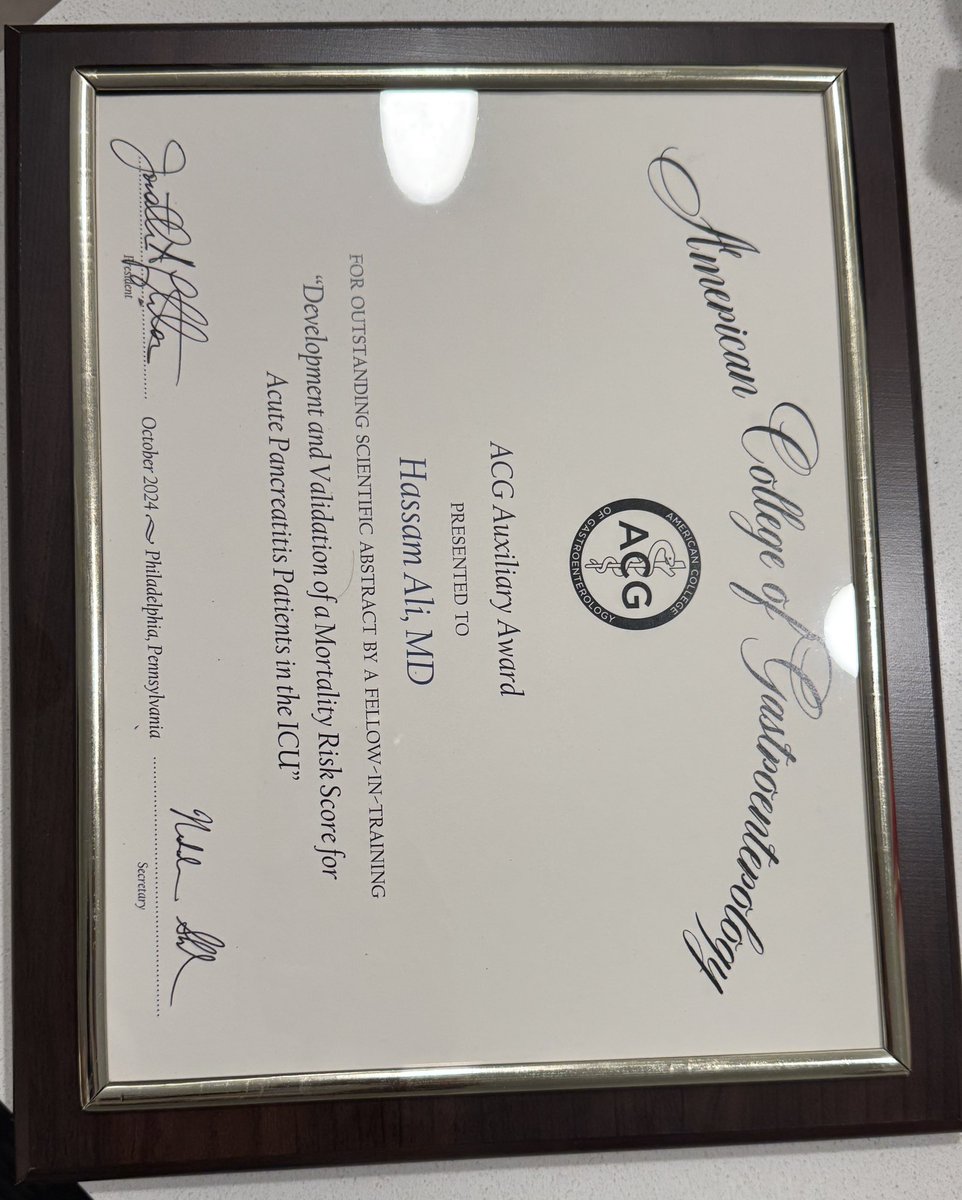 American College of Gastroenterology
AMERICAN COLLEGE
ACG
OF GASTROENTEROLOGY
ACG Auxiliary Award
PRESENTED TO
Hassam Ali, MD
FOR OUTSTANDING SCIENTIFIC ABSTRACT BY A FELLOW-IN-TRAINING
“Development and Validation of a Mortality Risk Score for
Acute Pancreatitis Patients in the ICU”
October 2024 ~ Philadelphia, Pennsylvania
President
Secretary